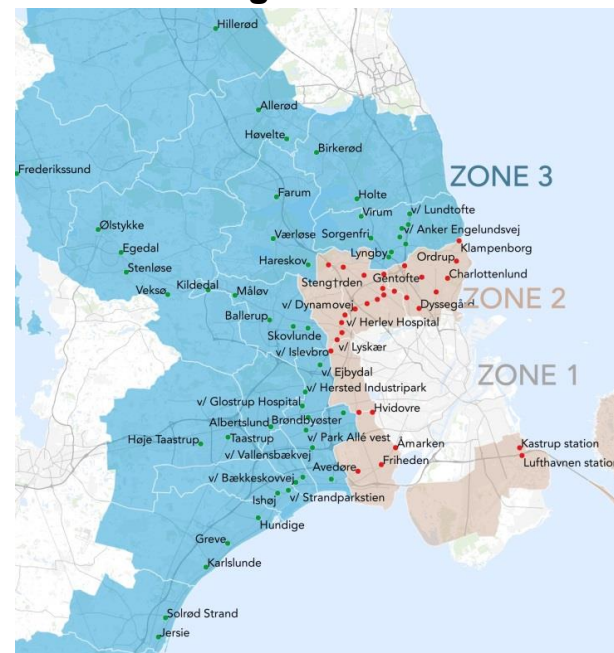 Hillerød
Allerød
Høvelte
Birkerød
Frederikssund
ZONE 3
Farum
Holte
v/ Lundtofte
Virum
Ølstykke
v/ Anker Engelundsvej
Værløse
Sorgenfri
Klampenborg
Egedal
Lyngby
Ordrup
Hareskov
Stenløse
Charlottenlund
Gentofte
Kildedal
Veksø
Måløv
ZONE 2
v/ Dynamovej
Dyssegård
Ballerup
v/ Herlev Hospital
Skovlunde
v/ Lyskær
v/ Islevbro
ZONE 1
v/ Ejbydal
v/ Hersted Industripark
v/ Glostrup Hospital
Hvidovre
Albertslund
Brøndbyøster
Høje Taastrup
Taastrup
v/ Park Allé vest
Åmarken
Kastrup station
v/ Vallensbækvej
Friheden
Lufthavnen station
Avedøre
v/ Bækkeskovvej
Ishøj
v/ Strandparkstien
Hundige
Greve
Karlslunde
Solrød Strand
Jersie